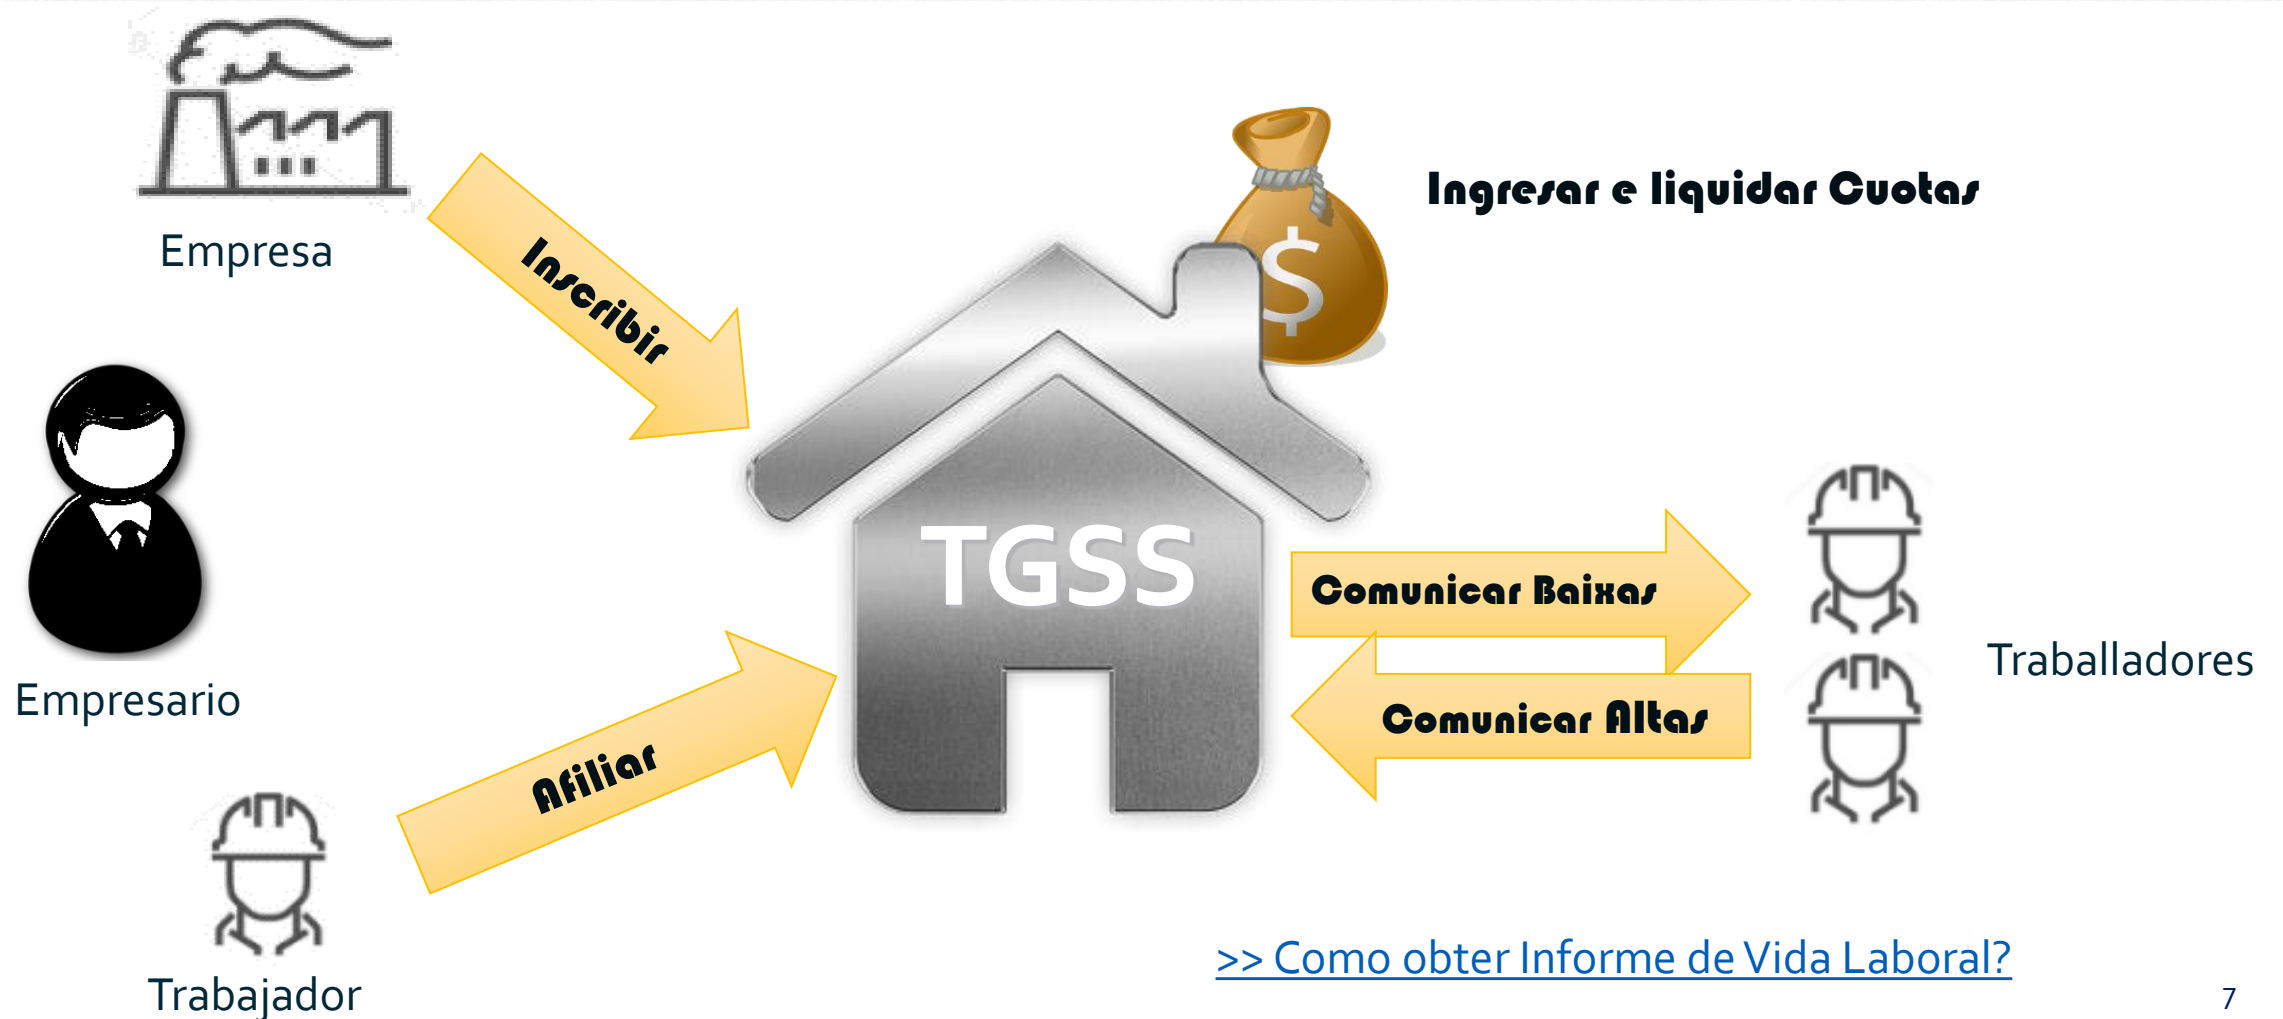 Empresa
Inscribir
Ingresar e liquidar Cuotas
$
TGSS
Comunicar Baixas
Traballadores
Empresario
Comunicar Altas
Afiliar
>> Como obter Informe de Vida Laboral?
Trabajador
7